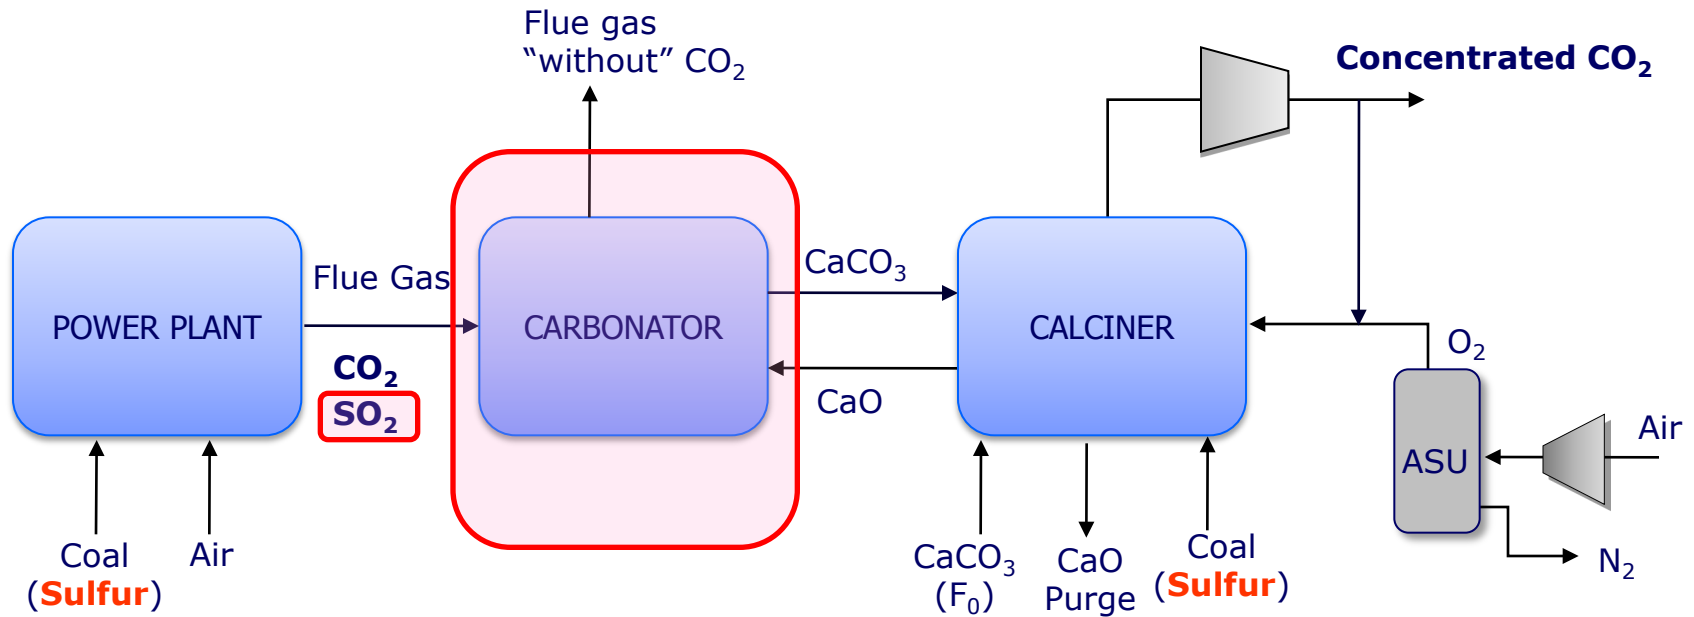 Flue gas
“without” CO₂
Concentrated CO₂
POWER PLANT
Flue Gas
CO₂
SO₂
CARBONATOR
CaCO₃
CaO
CALCINER
O₂
ASU
Air
N₂
Coal
(Sulfur)
Air
CaCO₃
(F₀)
CaO
Purge
Coal
(Sulfur)